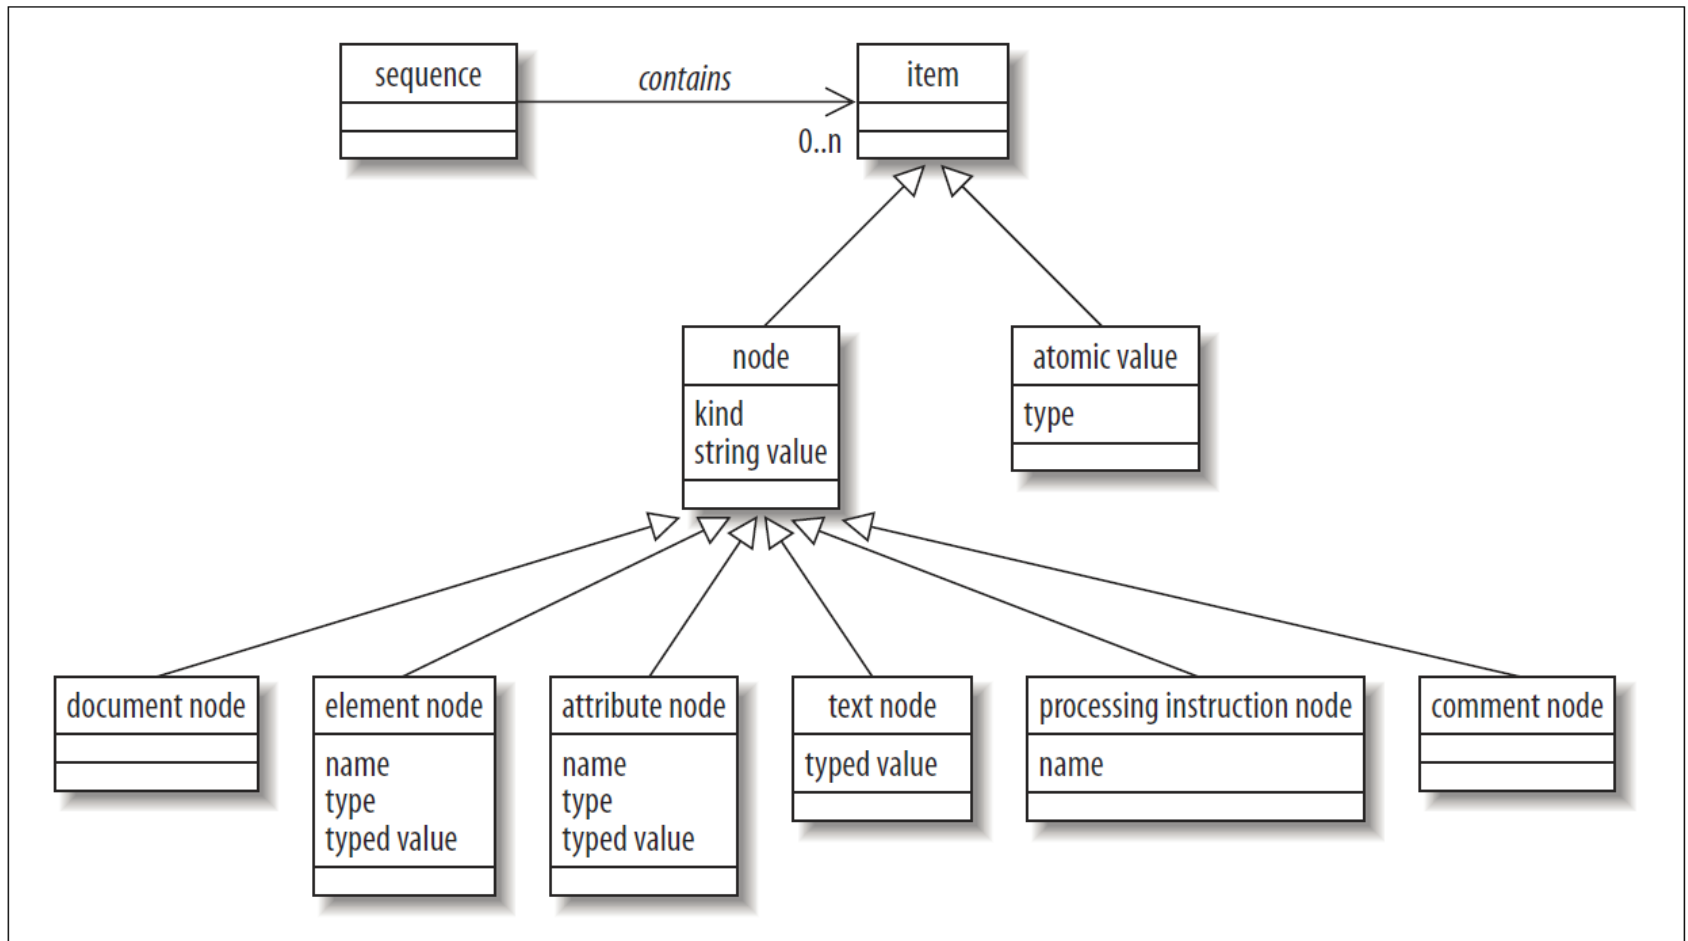 sequence
contains
item
0..n
node
kind
string value
atomic value
type
document node
element node
name
type
typed value
attribute node
name
type
typed value
text node
typed value
processing instruction node
name
comment node